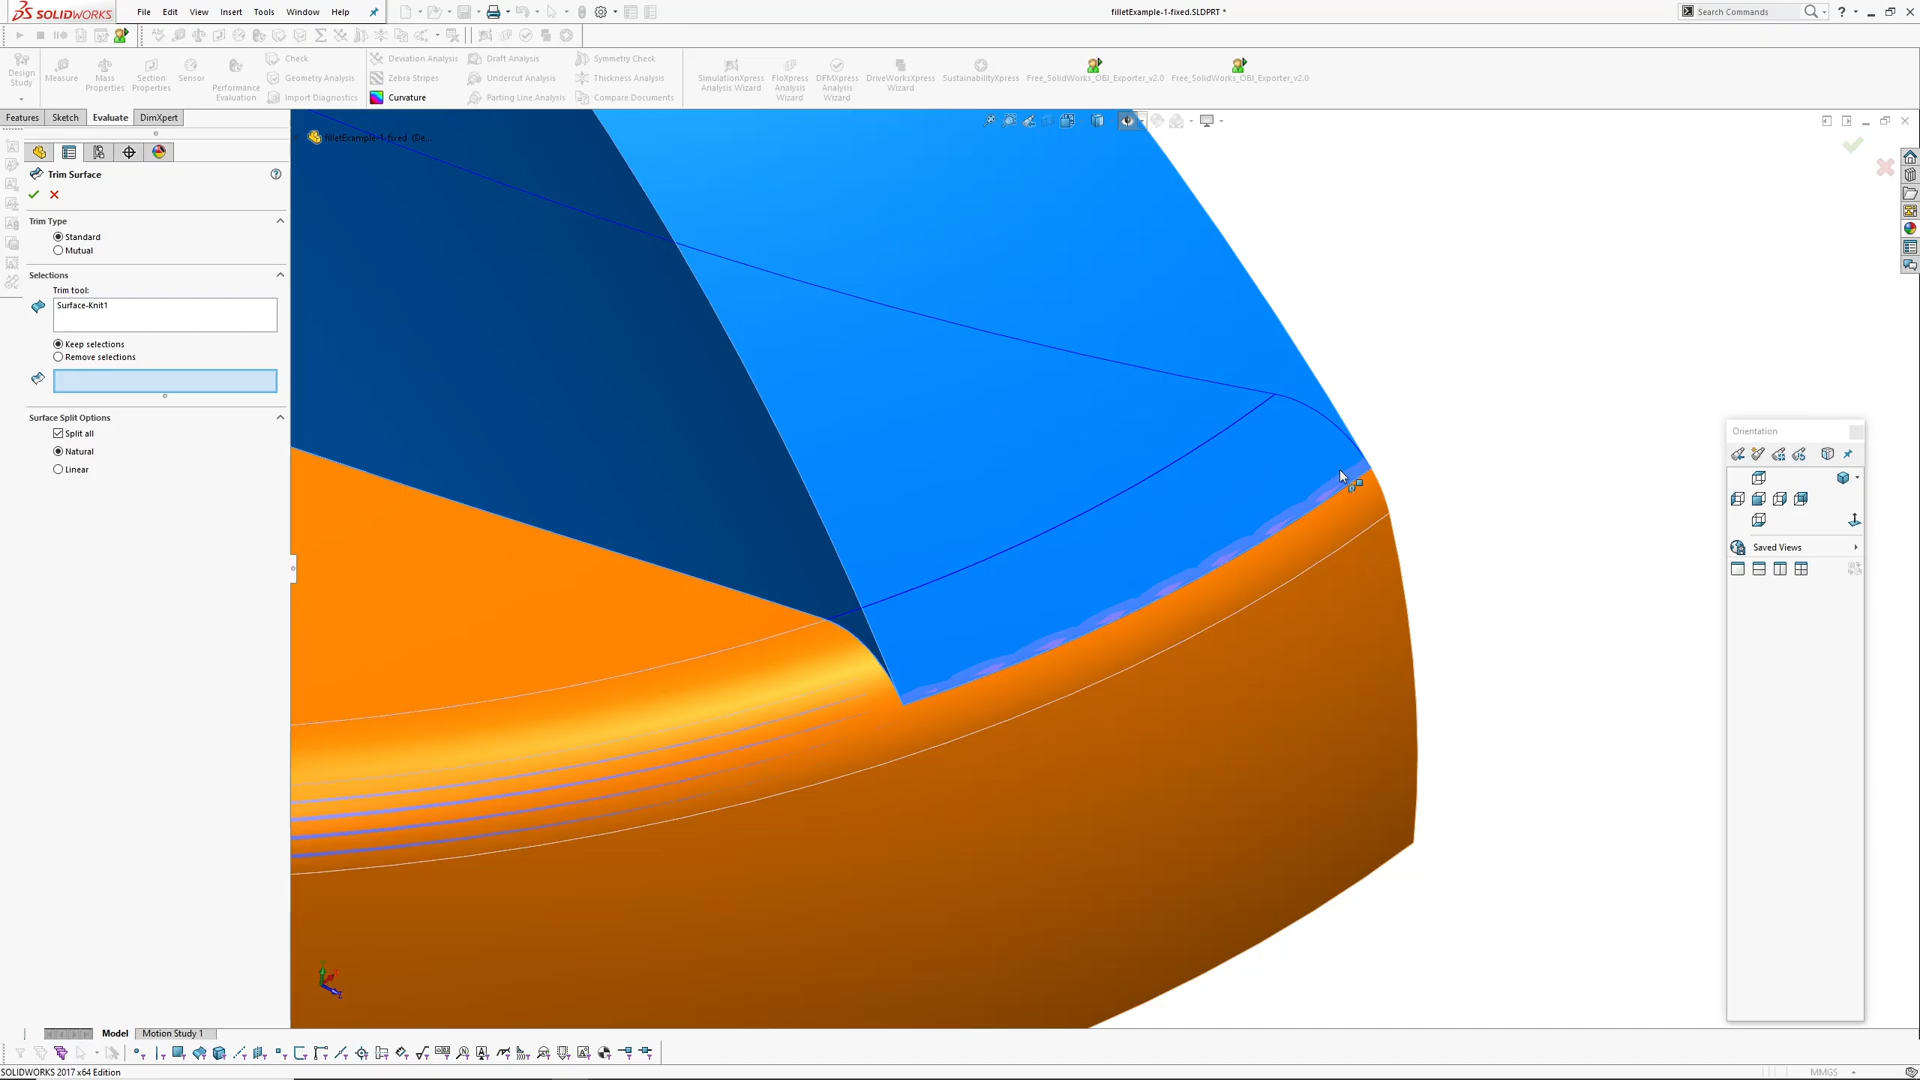 SOLIDWORKS File Edit View Insert Tools Window Help filletExample-1-fixed.SLDPRT * Search Commands
Design Study Measure Mass Properties Section Properties Sensor Performance Evaluation
Check
Geometry Analysis
Import Diagnostics
Deviation Analysis
Zebra Stripes
Curvature
Draft Analysis
Undercut Analysis
Parting Line Analysis
Symmetry Check
Thickness Analysis
Compare Documents
SimulationXpress Analysis Wizard FloXpress Analysis Wizard DFMXpress Analysis Wizard DriveWorksXpress Wizard SustainabilityXpress Free_SolidWorks_OBJ_Exporter_v2.0 Free_SolidWorks_OBJ_Exporter_v2.0
Features Sketch Evaluate DimXpert
filletExample-1-fixed (De...
Trim Surface
Trim Type
Standard
Mutual
Selections
Trim tool:
Surface-Knit1
Keep selections
Remove selections
Surface Split Options
Split all
Natural
Linear
Orientation
Saved Views
Model Motion Study 1
SOLIDWORKS 2017 x64 Edition MMGS